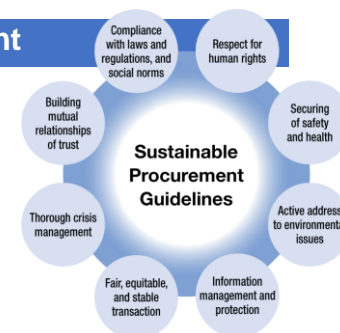 Compliance
with laws and
regulations, and
social norms
Respect for
human rights
Building
mutual
relationships
of trust
Securing
of safety
and health
Sustainable
Procurement
Guidelines
Thorough crisis
management
Active address
to environmental
issues
Fair, equitable,
and stable
transaction
Information
management and
protection